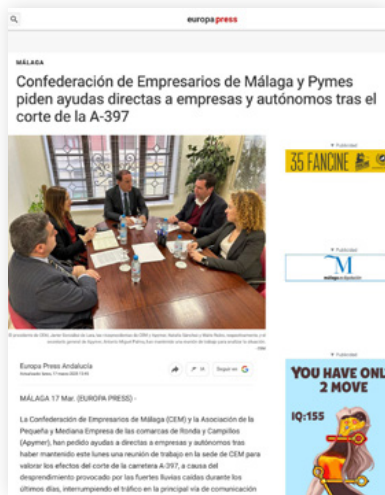 europapress
MÁLAGA
Confederación de Empresarios de Málaga y Pymes
piden ayudas directas a empresas y autónomos tras el
corte de la A-397
Publicidad
35 FANCINE
Publicidad
M
Publicidad
YOU HAVE ONL
2 MOVE
IQ:155
Europa Press Andalucía
Seguir en
MÁLAGA 17 Mar. (EUROPA PRESS) -
La Confederación de Empresarios de Málaga (CEM) y la Asociación de la
Pequeña y Mediana Empresa de las comarcas de Ronda y Campillos
(Apymer), han pedido ayudas a directas a empresas y autónomos tras
haber mantenido este lunes una reunión de trabajo en la sede de CEM para
valorar los efectos del corte de la carretera A-397, a causa del
desprendimiento provocado por las fuertes lluvias caídas durante los
últimos días, interrumpiendo el tráfico en la principal vía de comunicación